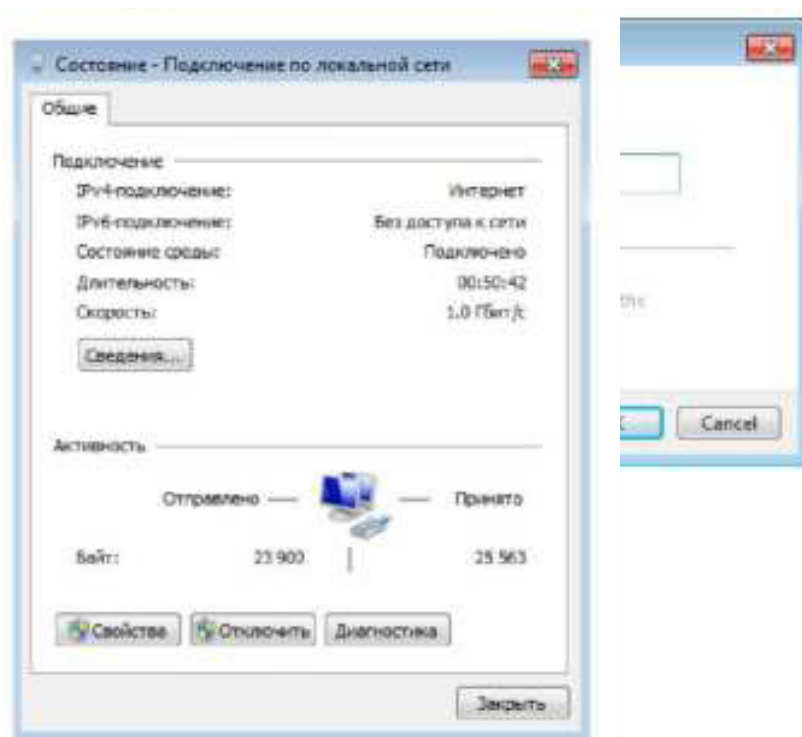 Состояние - Подключение по локальной сети
Общие
Подключение
IPv4-подключение: Интернет
IPv6-подключение: Без доступа к сети
Состояние среды: Подключено
Длительность: 00:50:42
Скорость: 1.0 Гбит/с
Сведения...
the
Cancel
Активность
Отправлено — — Принято
Байт: 23 900 | 25 563
Свойства Отключить Диагностика
Закрыть